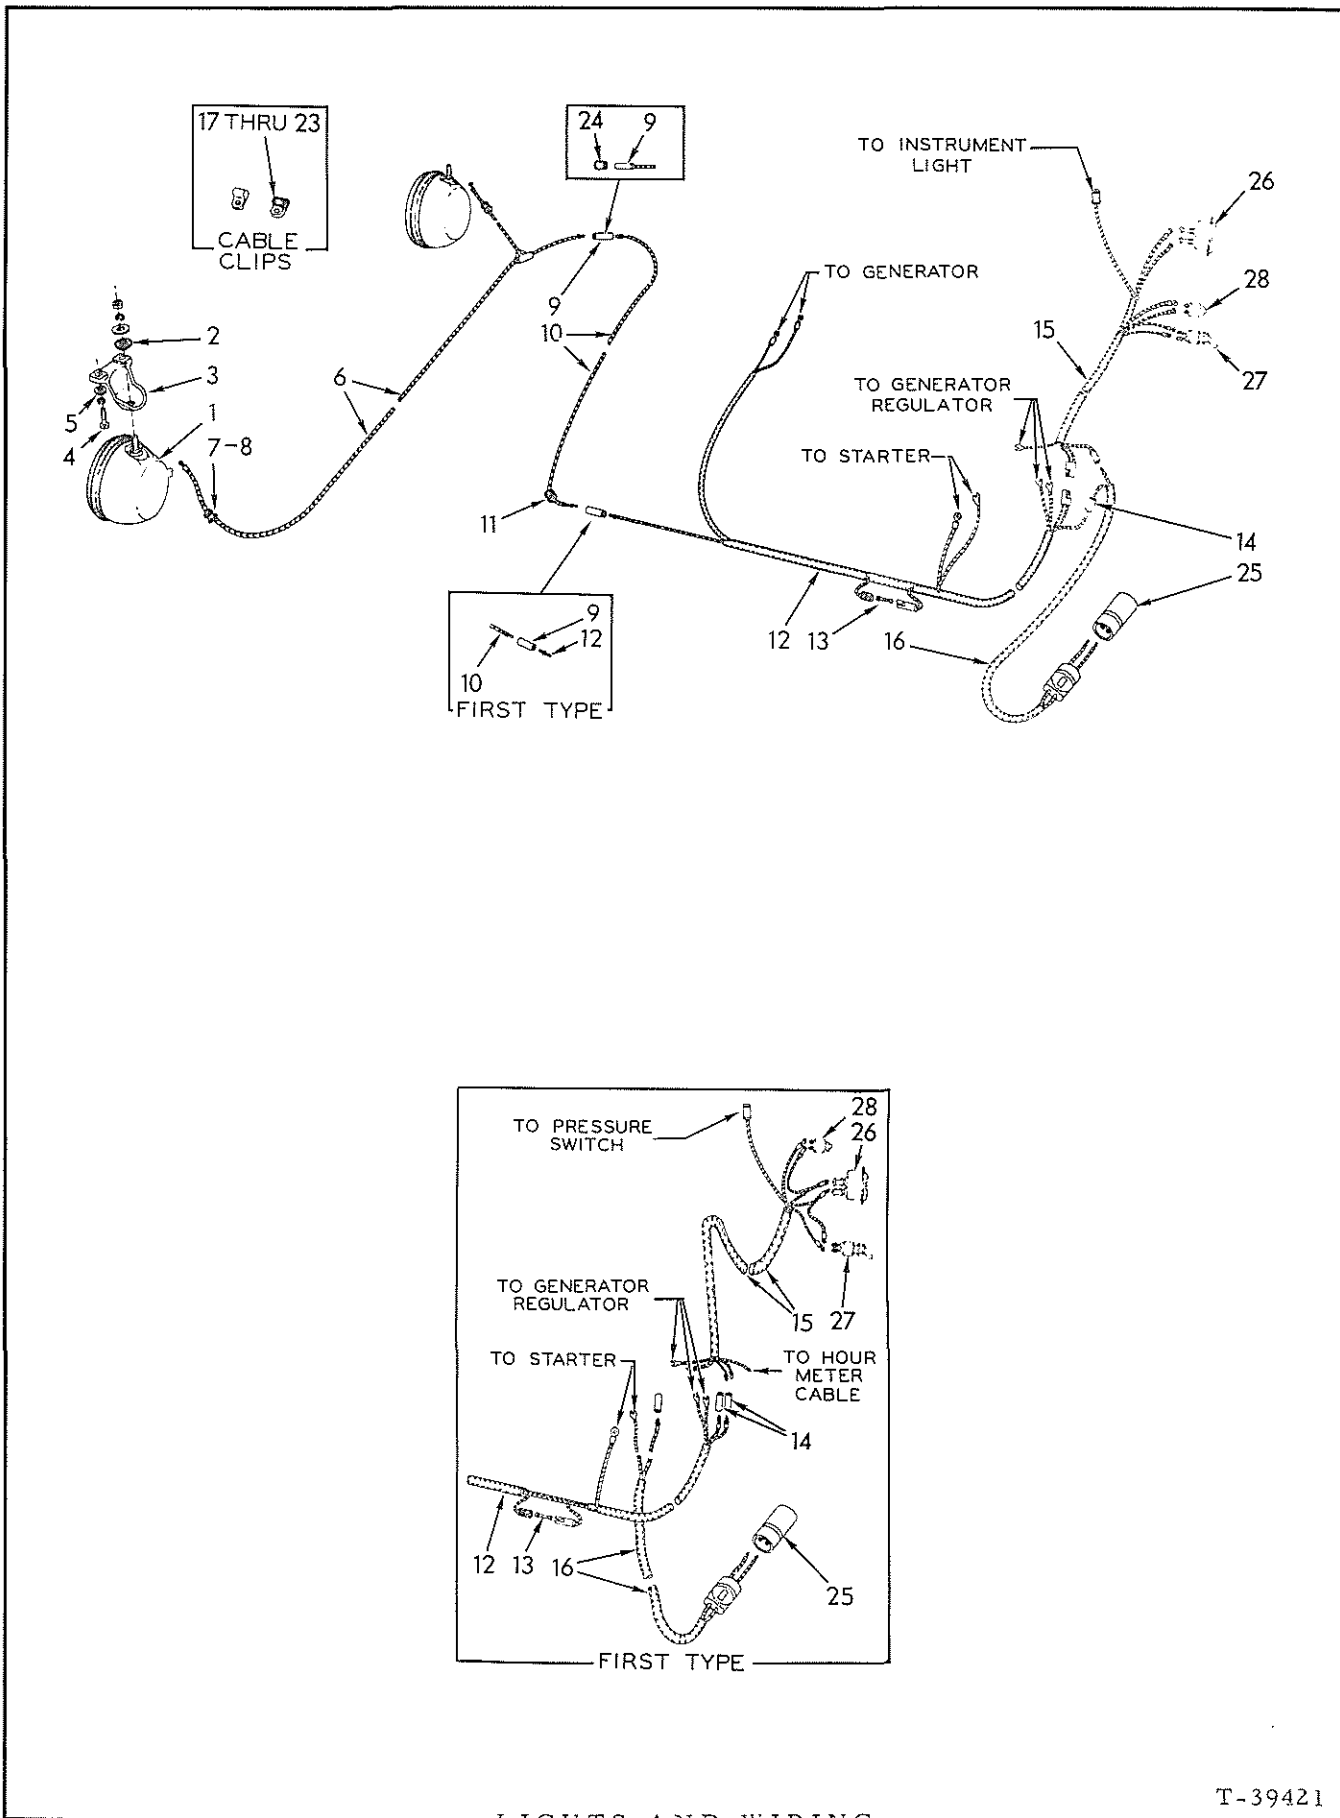 17 THRU 23
CABLE
CLIPS
24 9
9
TO INSTRUMENT
LIGHT
26
28
27
TO GENERATOR
15
10
2
3
5
4
1
7-8
6
TO GENERATOR
REGULATOR
TO STARTER
11
14
25
12 13 16
9
12
10
FIRST TYPE
TO PRESSURE
SWITCH
28
26
TO GENERATOR
REGULATOR
15 27
TO STARTER
TO HOUR
METER
CABLE
14
12 13 16
25
FIRST TYPE
T-39421
LIGHTS AND WIRING